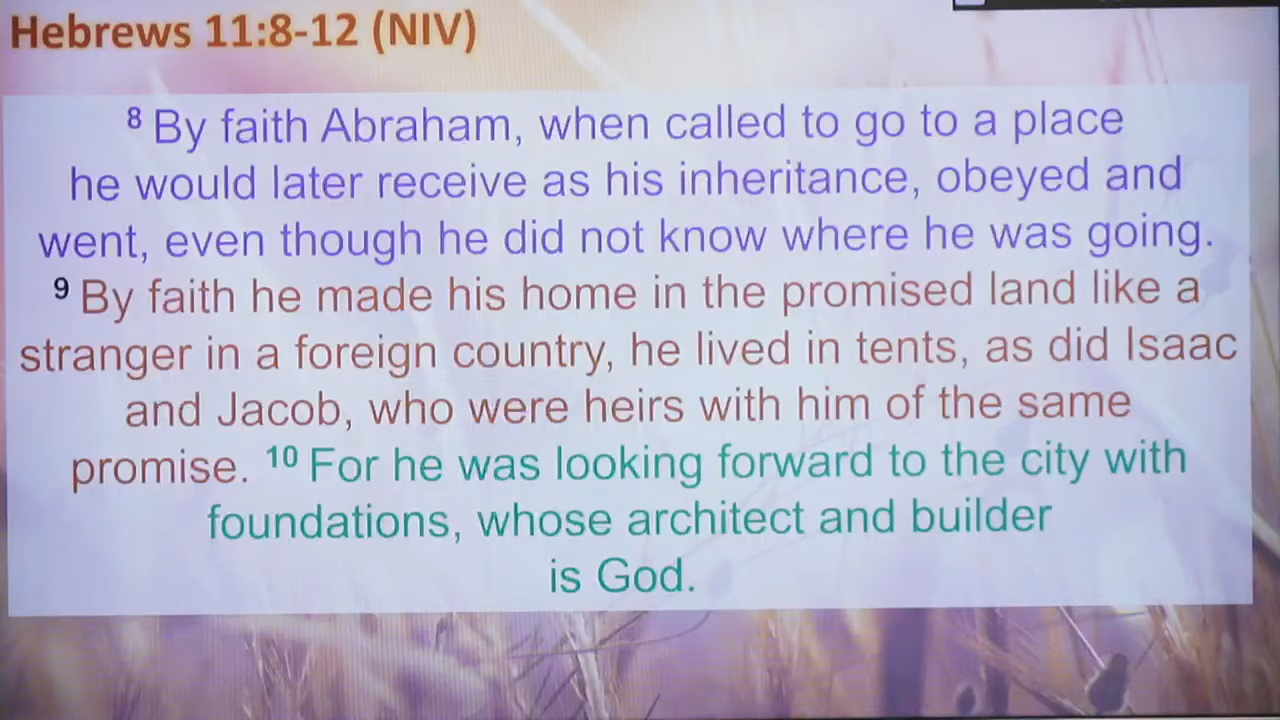 Hebrews 11:8-12 (NIV)
8 By faith Abraham, when called to go to a place
he would later receive as his inheritance, obeyed and
went, even though he did not know where he was going.
9 By faith he made his home in the promised land like a
stranger in a foreign country, he lived in tents, as did Isaac
and Jacob, who were heirs with him of the same
promise. 10 For he was looking forward to the city with
foundations, whose architect and builder
is God.